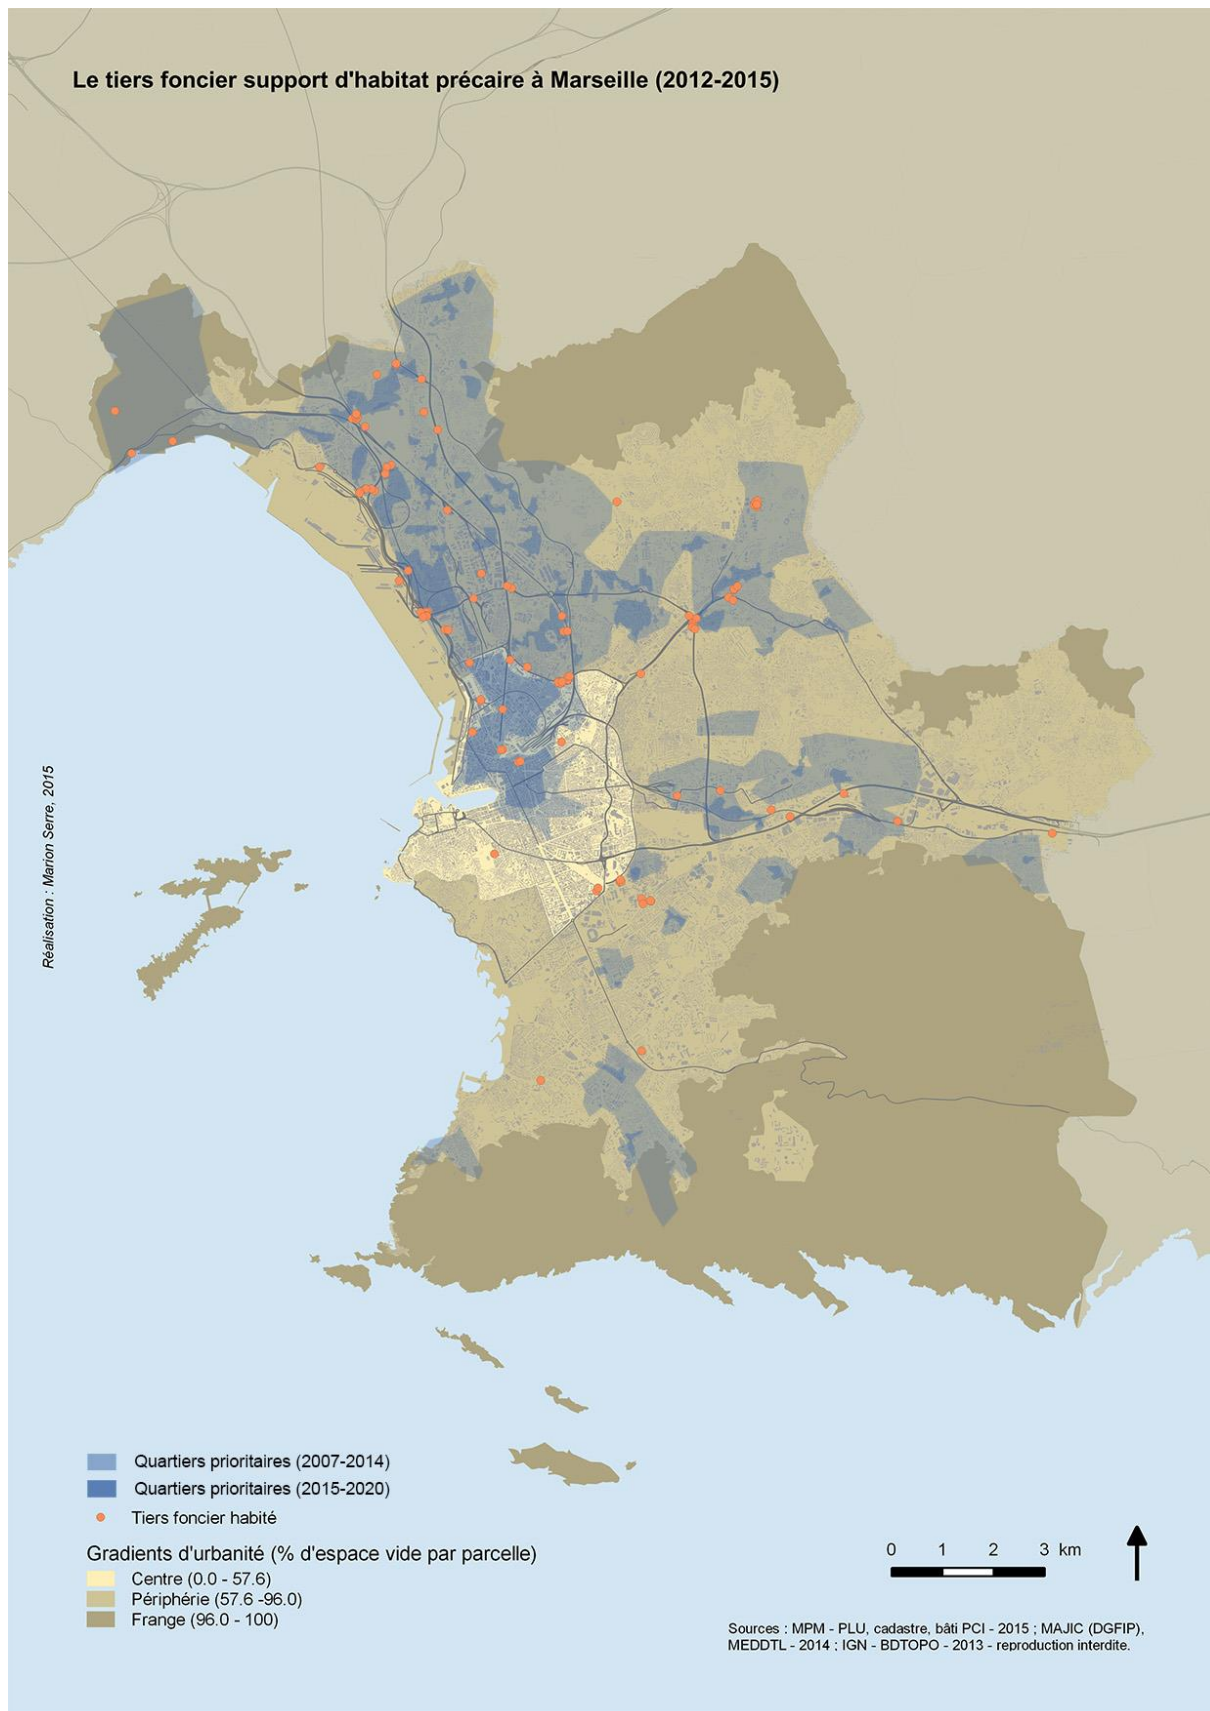 Le tiers foncier support d'habitat précaire à Marseille (2012-2015)
Réalisation : Marion Serre, 2015
Quartiers prioritaires (2007-2014)
Quartiers prioritaires (2015-2020)
Tiers foncier habité
Gradients d'urbanité (% d'espace vide par parcelle)
Centre (0.0 - 57.6)
Périphérie (57.6 -96.0)
Frange (96.0 - 100)
0 1 2 3 km
Sources : MPM - PLU, cadastre, bâti PCI - 2015 ; MAJIC (DGFIP),
MEDDTL - 2014 ; IGN - BDTOPO - 2013 - reproduction interdite.